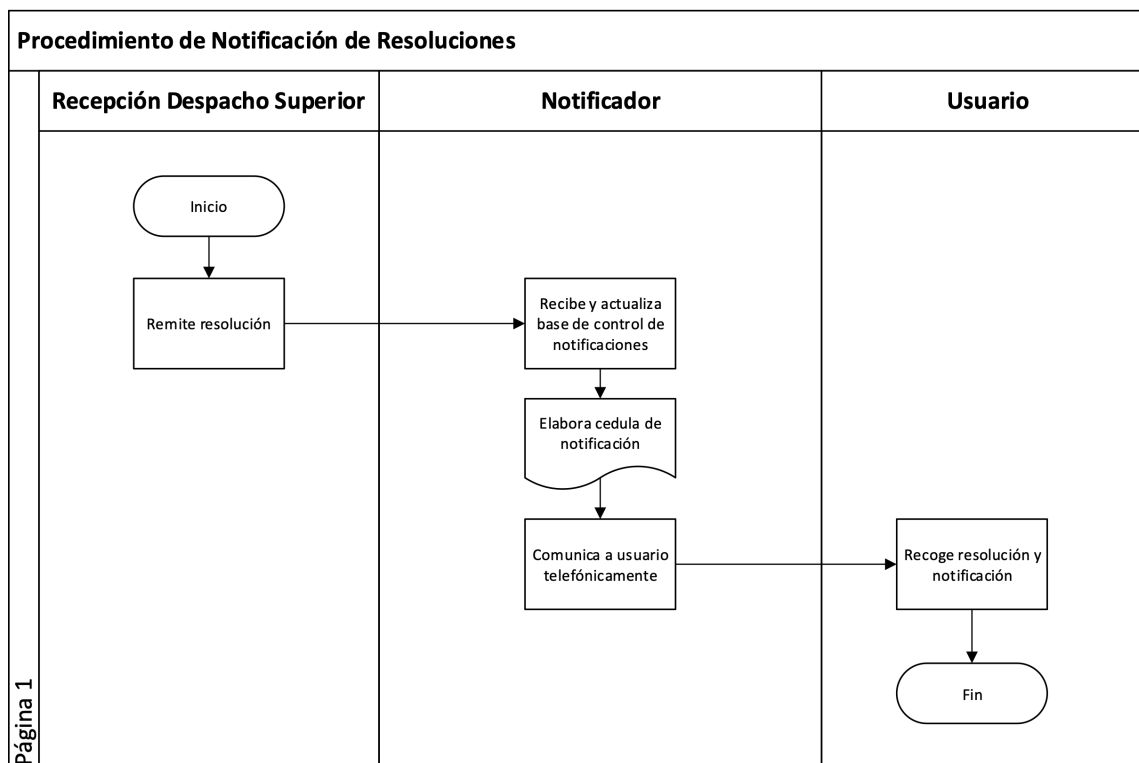 Procedimiento de Notificación de Resoluciones
Recepción Despacho Superior
Notificador
Usuario
Inicio
Remite resolución
Recibe y actualiza
base de control de
notificaciones
Elabora cedula de
notificación
Comunica a usuario
telefónicamente
Recoge resolución y
notificación
Fin
Página 1